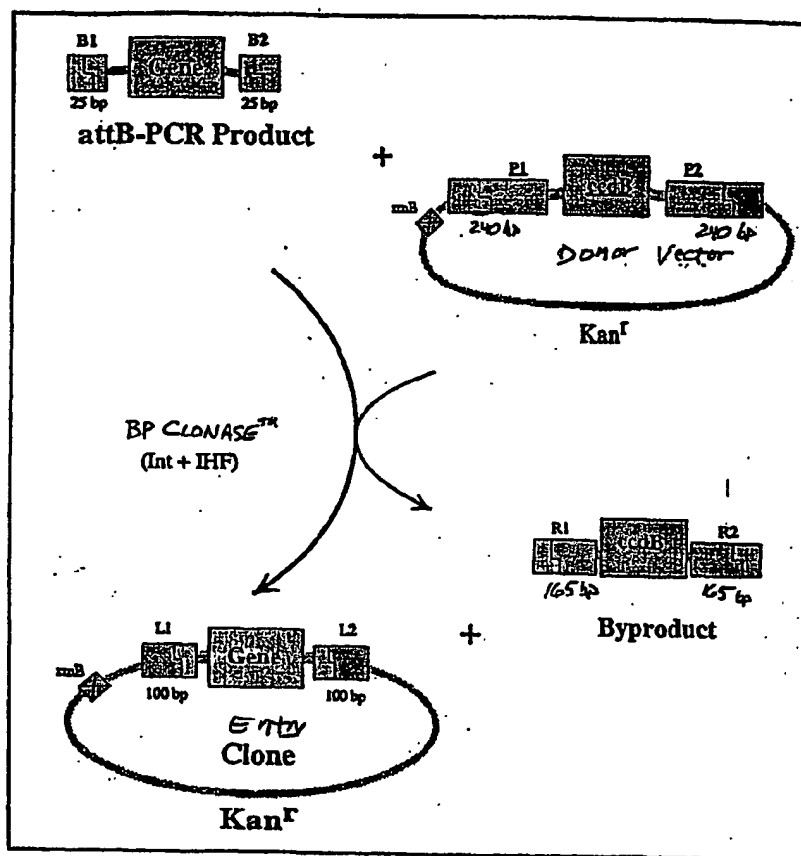 B1 B2
Gene
25 bp 25 bp
attB-PCR Product
+
P1 P2
ccdB
rrnB
240 bp 240 bp
Donor Vector
Kanr
BP CLONASE™
(Int + IHF)
R1 R2
ccdB
165 bp 165 bp
Byproduct
+
L1 L2
Gene
rrnB
100 bp 100 bp
Entry
Clone
Kanr